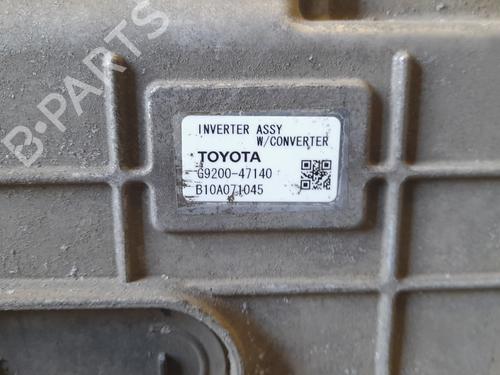 B-PARTS
INVERTER ASSY
W/CONVERTER
TOYOTA
G9200-47140
B10A071045